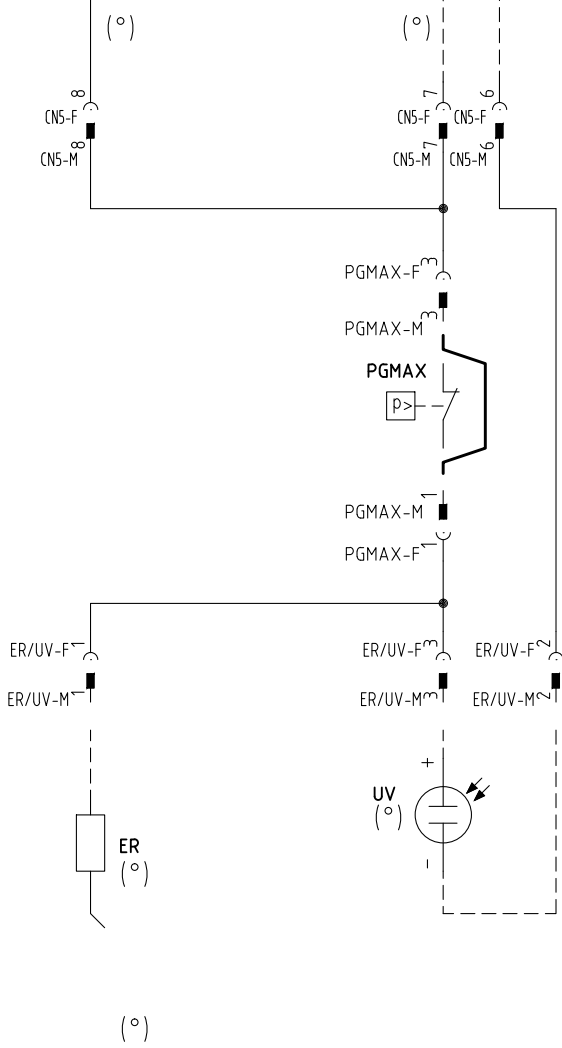 (°) (°)
8 7 6
CN5-F CN5-F CN5-F
8 7 6
CN5-M CN5-M CN5-M
PGMAX-F 3
PGMAX-M 3
PGMAX
p>
PGMAX-M 1
PGMAX-F 1
ER/UV-F 1 ER/UV-F 3 ER/UV-F 2
ER/UV-M 1 ER/UV-M 3 ER/UV-M 2
+
UV
(°)
ER
(°)
-
(°)